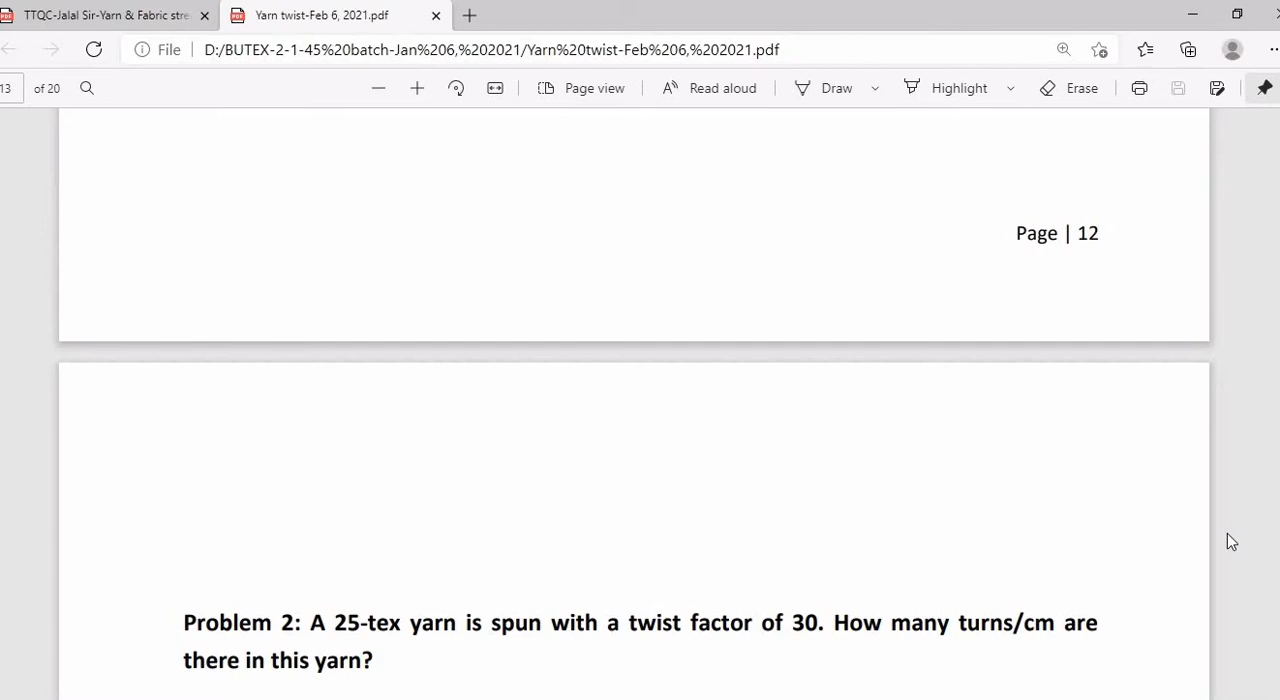 TTQC-Jalal Sir-Yarn & Fabric stre
Yarn twist-Feb 6, 2021.pdf
File
D:/BUTEX-2-1-45%20batch-Jan%206,%202021/Yarn%20twist-Feb%206,%202021.pdf
13 of 20
Page view
Read aloud
Draw
Highlight
Erase
Page | 12
Problem 2: A 25-tex yarn is spun with a twist factor of 30. How many turns/cm are
there in this yarn?